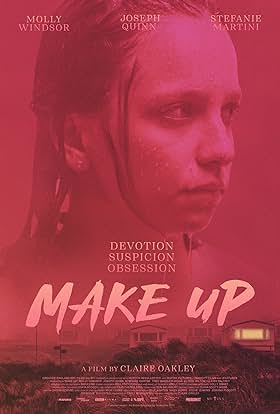 MOLLY WINDSOR
JOSEPH QUINN
STEFANIE MARTINI
DEVOTION
SUSPICION
OBSESSION
MAKE UP
A FILM BY CLAIRE OAKLEY